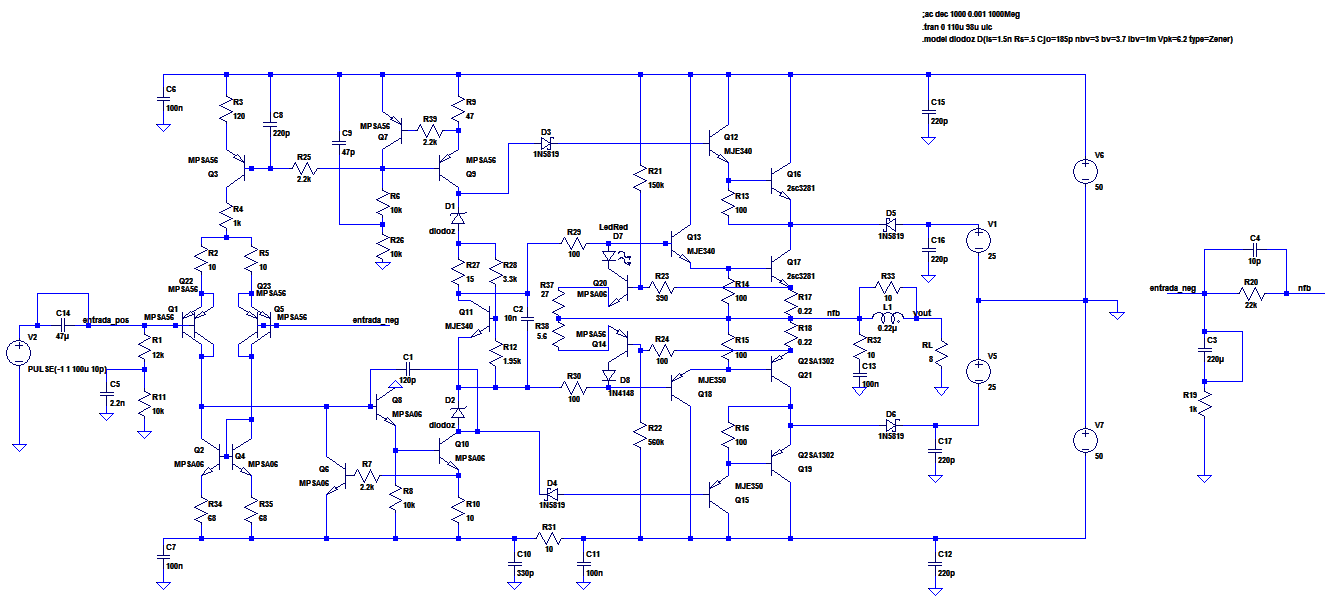 ;ac dec 1000 0.001 1000Meg
.tran 0 110u 98u uic
.model diodoz D(Is=1.5n Rs=.5 Cjo=185p nbv=3 bv=3.7 Ibv=1m Vpk=6.2 type=Zener)
C6
100n
R3
120
C8
220p
C9
47p
MPSA56
Q7
R39
2.2k
R9
47
D3
1N5819
Q12
MJE340
C15
220p
V6
50
MPSA56
Q3
R25
2.2k
MPSA56
Q9
R21
150k
Q16
2sc3281
R13
100
R4
1k
R6
10k
D1
diodoz
D5
1N5819
V1
25
R2
10
R5
10
R26
10k
R29
100
LedRed
D7
Q13
MJE340
C16
220p
C4
10p
R27
15
R28
3.3k
Q17
2sc3281
Q22
MPSA56
Q23
MPSA56
Q20
MPSA06
R23
390
R14
100
R33
10
entrada_neg
R20
22k
nfb
C14
47µ
entrada_pos
Q1
MPSA56
Q5
MPSA56
entrada_neg
Q11
MJE340
C2
10n
R37
27
R17
0.22
nfb
L1
0.22µ
vout
V2
PULSE(-1 1 100u 10p)
R1
12k
R12
1.95k
R38
5.6
MPSA56
Q14
R24
100
R15
100
R18
0.22
R32
10
RL
8
C3
220µ
C5
2.2n
R11
10k
C1
120p
R30
100
D8
1N4148
MJE350
Q18
Q2SA1302
Q21
C13
100n
V5
25
R19
1k
Q8
MPSA06
D2
diodoz
D6
1N5819
Q2
MPSA06
Q4
MPSA06
Q6
MPSA06
R7
2.2k
Q10
MPSA06
R22
560k
R16
100
Q2SA1302
Q19
C17
220p
V7
50
R34
68
R35
68
R8
10k
R10
10
D4
1N5819
MJE350
Q15
C7
100n
C10
330p
R31
10
C11
100n
C12
220p